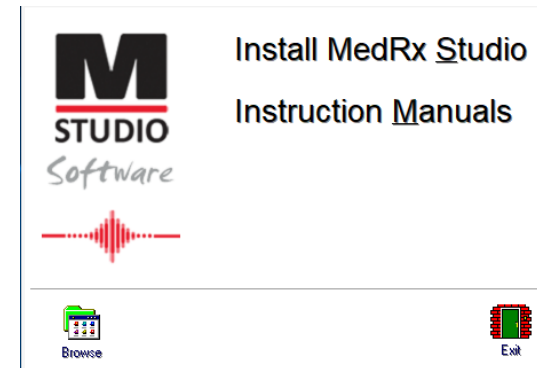 M
STUDIO
Software
Install MedRx Studio
Instruction Manuals
Browse
Exit